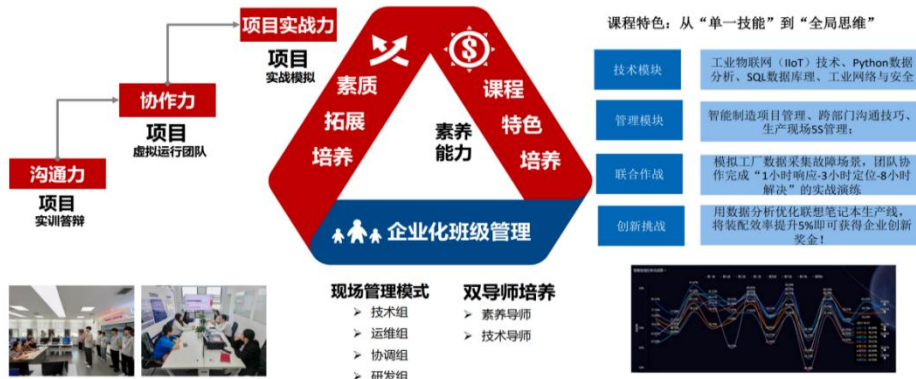 项目实战力
项目
实战模拟
协作力
项目
虚拟运行团队
沟通力
项目
实训答辩
素质
拓展
培养
课程
特色
培养
素养
能力
企业化班级管理
现场管理模式
➢ 技术组
➢ 运维组
➢ 协调组
➢ 研发组
双导师培养
➢ 素养导师
➢ 技术导师
课程特色：从“单一技能”到“全局思维”
技术模块
工业物联网（IIoT）技术、Python数据
分析、SQL数据库理、工业网络与安全
管理模块
智能制造项目管理、跨部门沟通技巧、
生产现场5S管理；
联合作战
模拟工厂数据采集故障场景，团队协
作完成“1小时响应-3小时定位-8小时
解决”的实战演练
创新挑战
用数据分析优化联想笔记本生产线，
将装配效率提升5%即可获得企业创新
奖金！